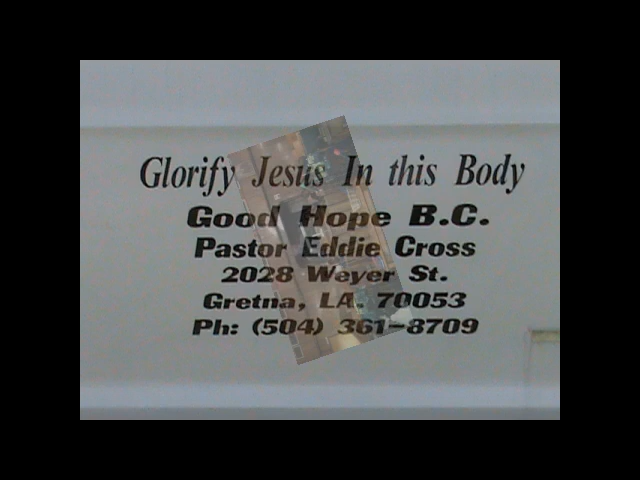 Glorify Jesus In this Body
Good Hope B.C.
Pastor Eddie Cross
2028 Weyer St.
Gretna, LA. 70053
Ph: (504) 361-8709